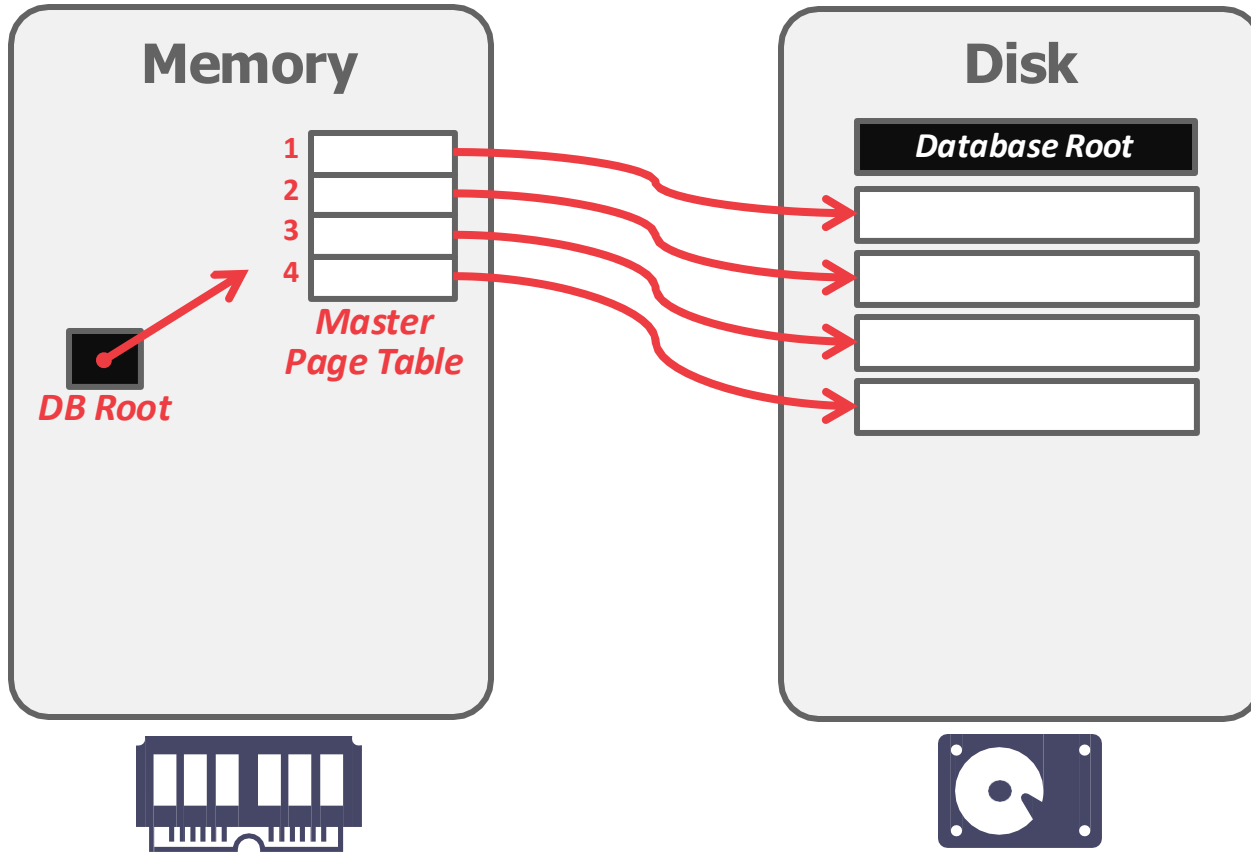 Memory
1
2
3
4
Master
Page Table
DB Root
Disk
Database Root